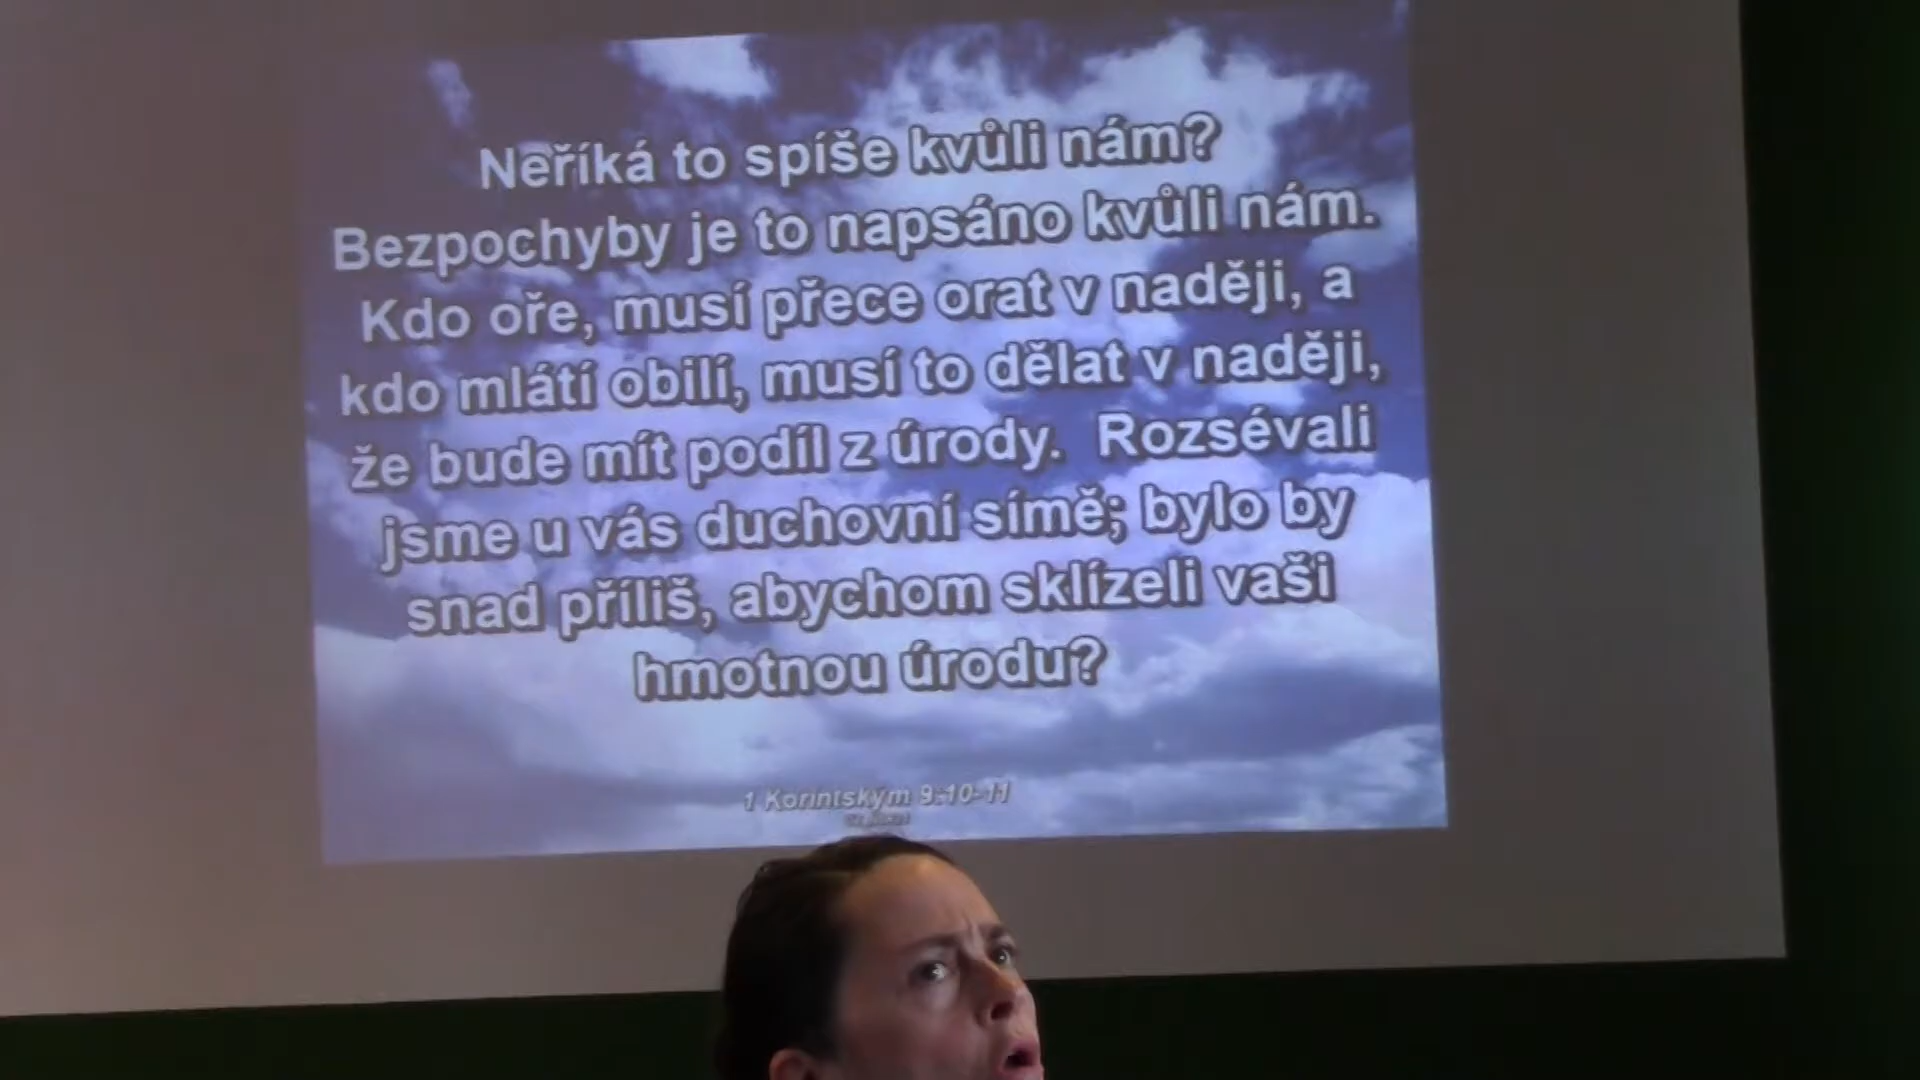 Neříká to spíše kvůli nám?
Bezpochyby je to napsáno kvůli nám.
Kdo oře, musí přece orat v naději, a
kdo mlátí obilí, musí to dělat v naději,
že bude mít podíl z úrody. Rozsévali
jsme u vás duchovní símě; bylo by
snad příliš, abychom sklízeli vaši
hmotnou úrodu?
1 Korintským 9:10-11